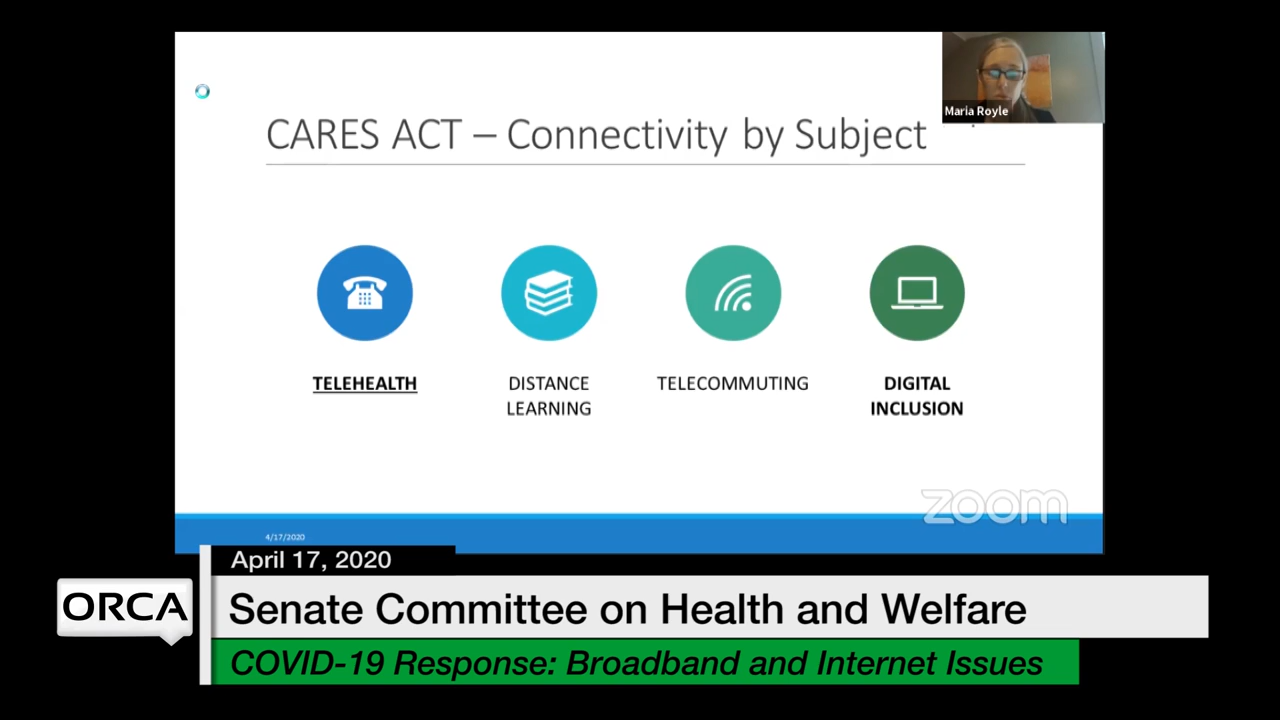 Maria Royle
CARES ACT – Connectivity by Subject
TELEHEALTH
DISTANCE
LEARNING
TELECOMMUTING
DIGITAL
INCLUSION
zoom
4/17/2020
April 17, 2020
ORCA
Senate Committee on Health and Welfare
COVID-19 Response: Broadband and Internet Issues